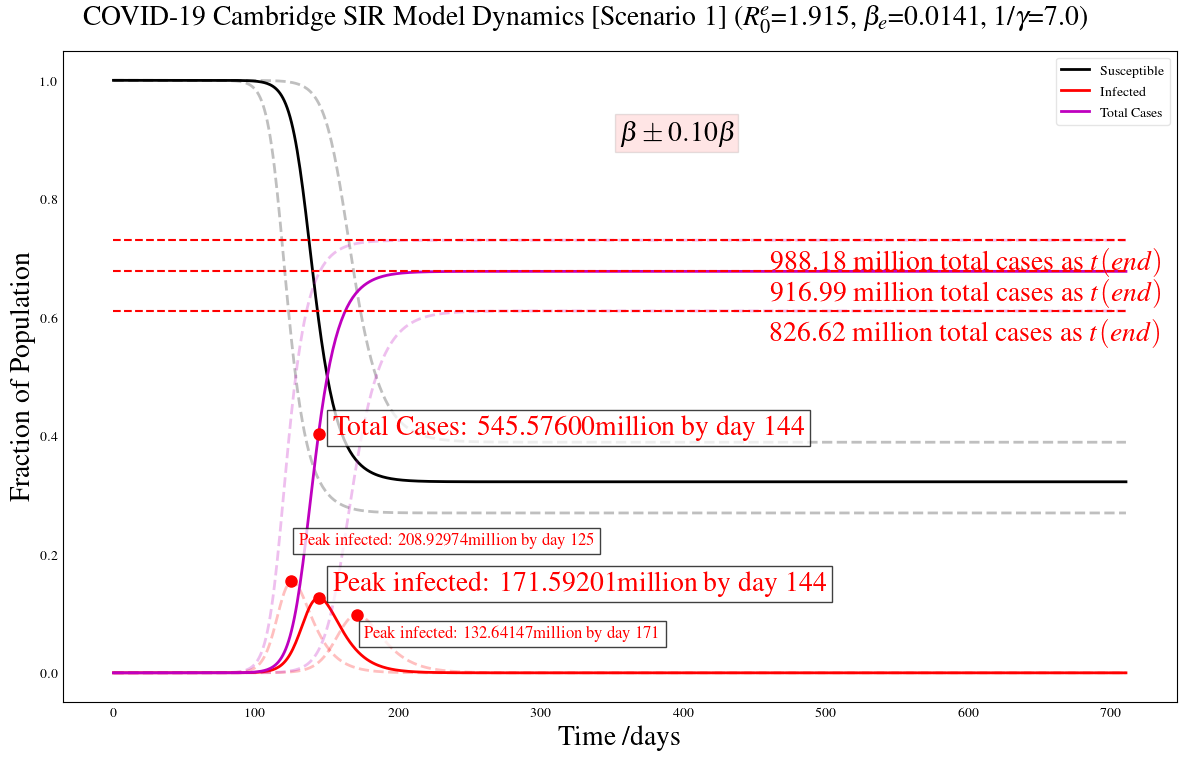 COVID-19 Cambridge SIR Model Dynamics [Scenario 1] ($R_0^e$=1.915, $\beta_e$=0.0141, 1/$\gamma$=7.0)
Susceptible
Infected
Total Cases
β ± 0.10β
988.18 million total cases as t(end)
916.99 million total cases as t(end)
826.62 million total cases as t(end)
Total Cases: 545.57600million by day 144
Peak infected: 208.92974million by day 125
Peak infected: 171.59201million by day 144
Peak infected: 132.64147million by day 171
Fraction of Population
1.0
0.8
0.6
0.4
0.2
0.0
0 100 200 300 400 500 600 700
Time /days